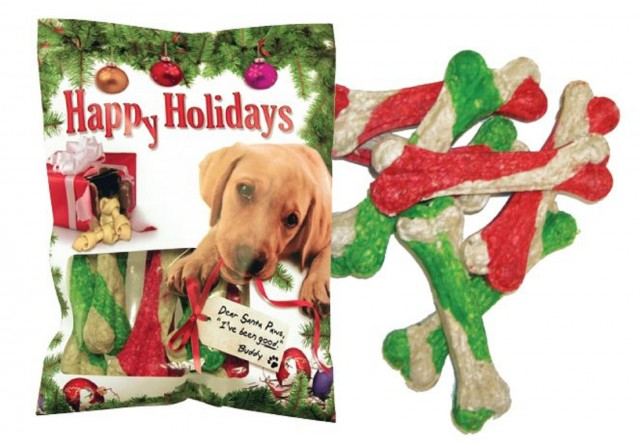 Happy Holidays
Dear Santa Paws,
"I've been good."
Buddy